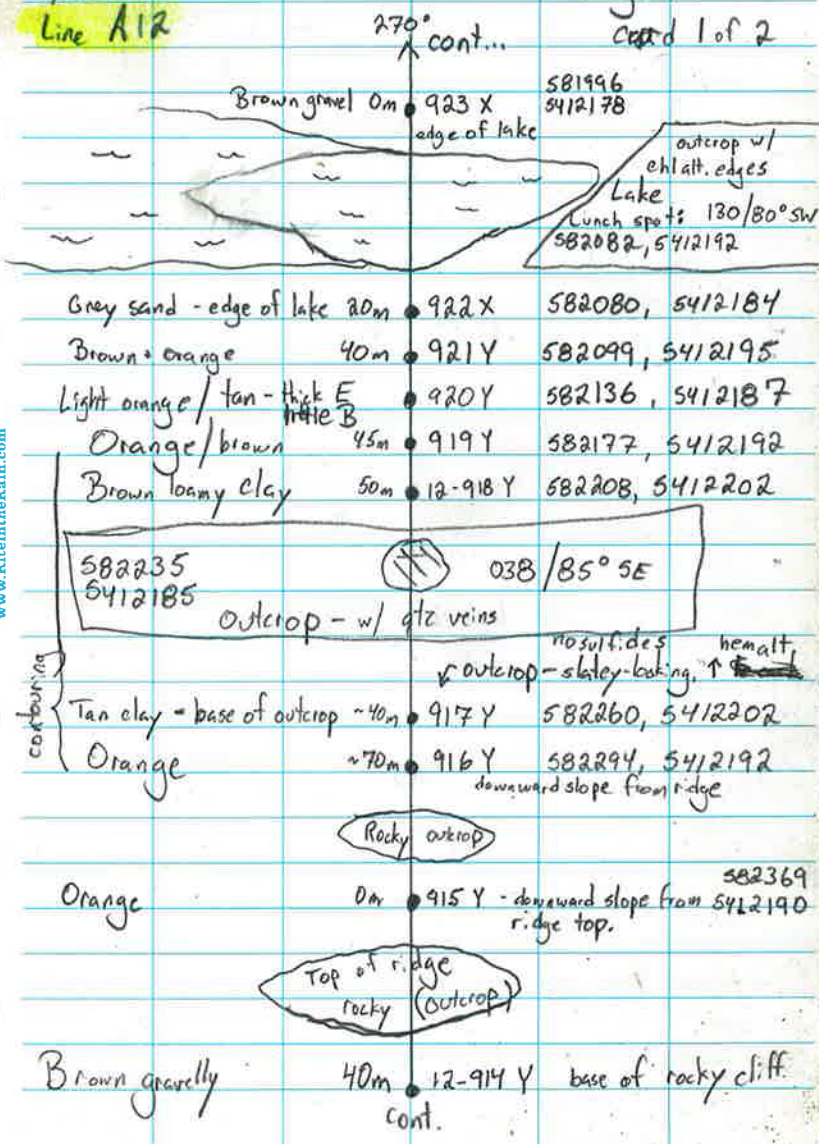 Line A12
270°
cont...
card 1 of 2
581996
Brown gravel 0m 923 X 5412178
edge of lake
outcrop w/
chl alt. edges
Lake
Lunch spot: 130/80° SW
582082, 5412192
Grey sand - edge of lake 20m 922 X 582080, 5412184
Brown + orange 40m 921 Y 582099, 5412195
Light orange / tan - thick E 920 Y 582136, 5412187
little B
Orange/brown 45m 919 Y 582177, 5412192
Brown loamy clay 50m 12-918 Y 582208, 5412202
www.RiteintheRain.com
582235 038/85° SE
5412185
Outcrop - w/ qtz veins
no sulfides hem alt.
↙ outcrop - slatey-looking, ↑
contouring
Tan clay - base of outcrop ~40m 917 Y 582260, 5412202
Orange ~70m 916 Y 582294, 5412192
downward slope from ridge
Rocky outcrop
582369
Orange 0m 915 Y - downward slope from 5412190
ridge top.
Top of ridge
rocky (outcrop)
Brown gravelly 40m 12-914 Y base of rocky cliff
cont.